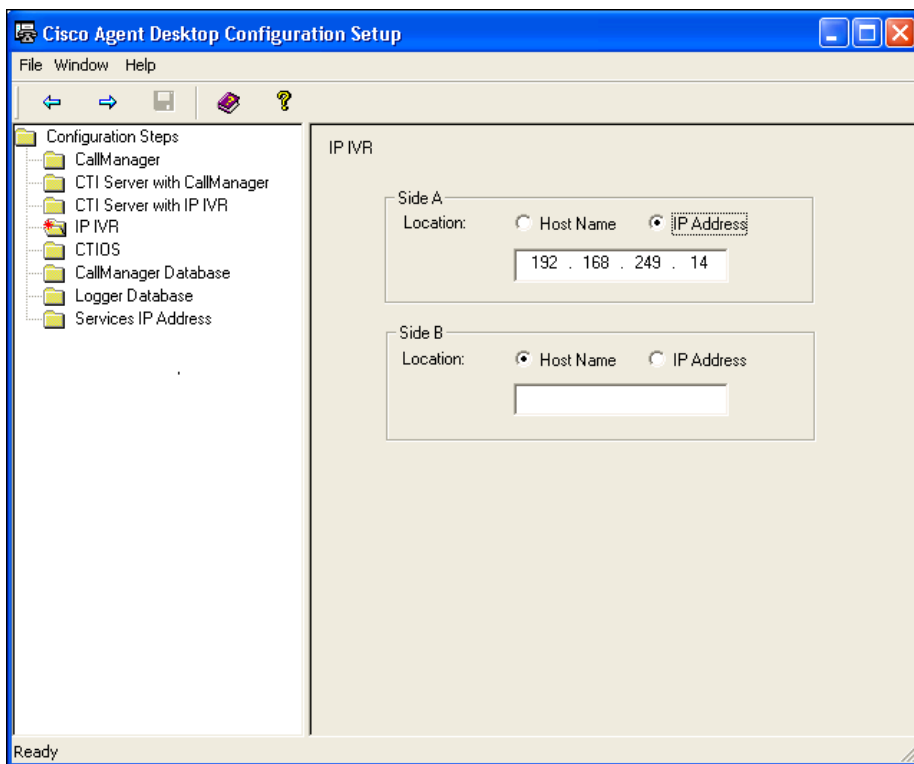 Cisco Agent Desktop Configuration Setup
File Window Help
Configuration Steps
CallManager
CTI Server with CallManager
CTI Server with IP IVR
IP IVR
CTIOS
CallManager Database
Logger Database
Services IP Address
IP IVR
Side A
Location: Host Name IP Address
192 . 168 . 249 . 14
Side B
Location: Host Name IP Address
Ready